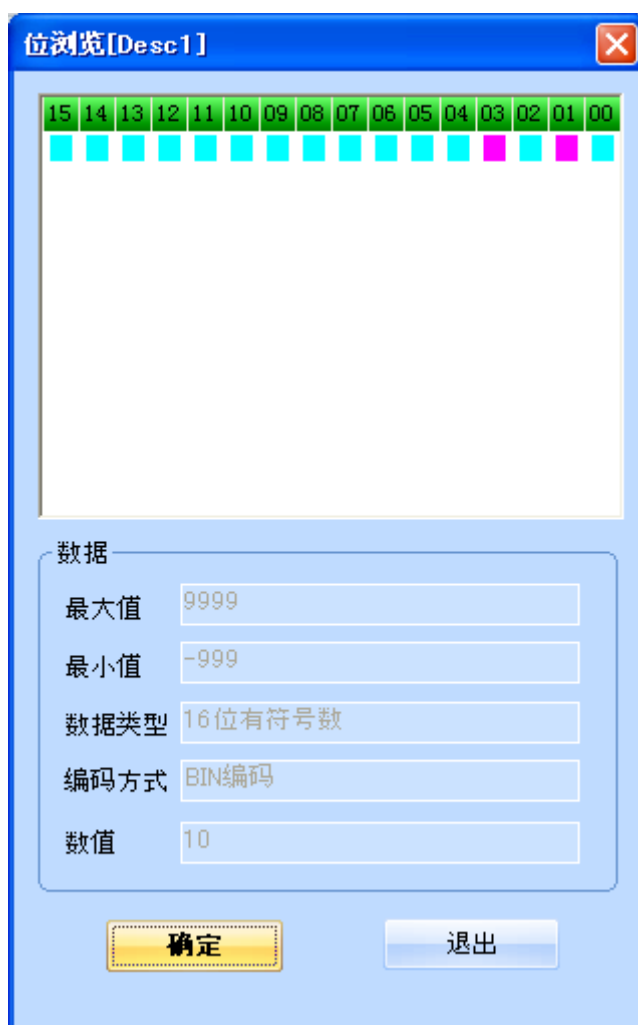 位浏览[Desc1]
15 14 13 12 11 10 09 08 07 06 05 04 03 02 01 00
数据
最大值 9999
最小值 -999
数据类型 16位有符号数
编码方式 BIN编码
数值 10
确定 退出